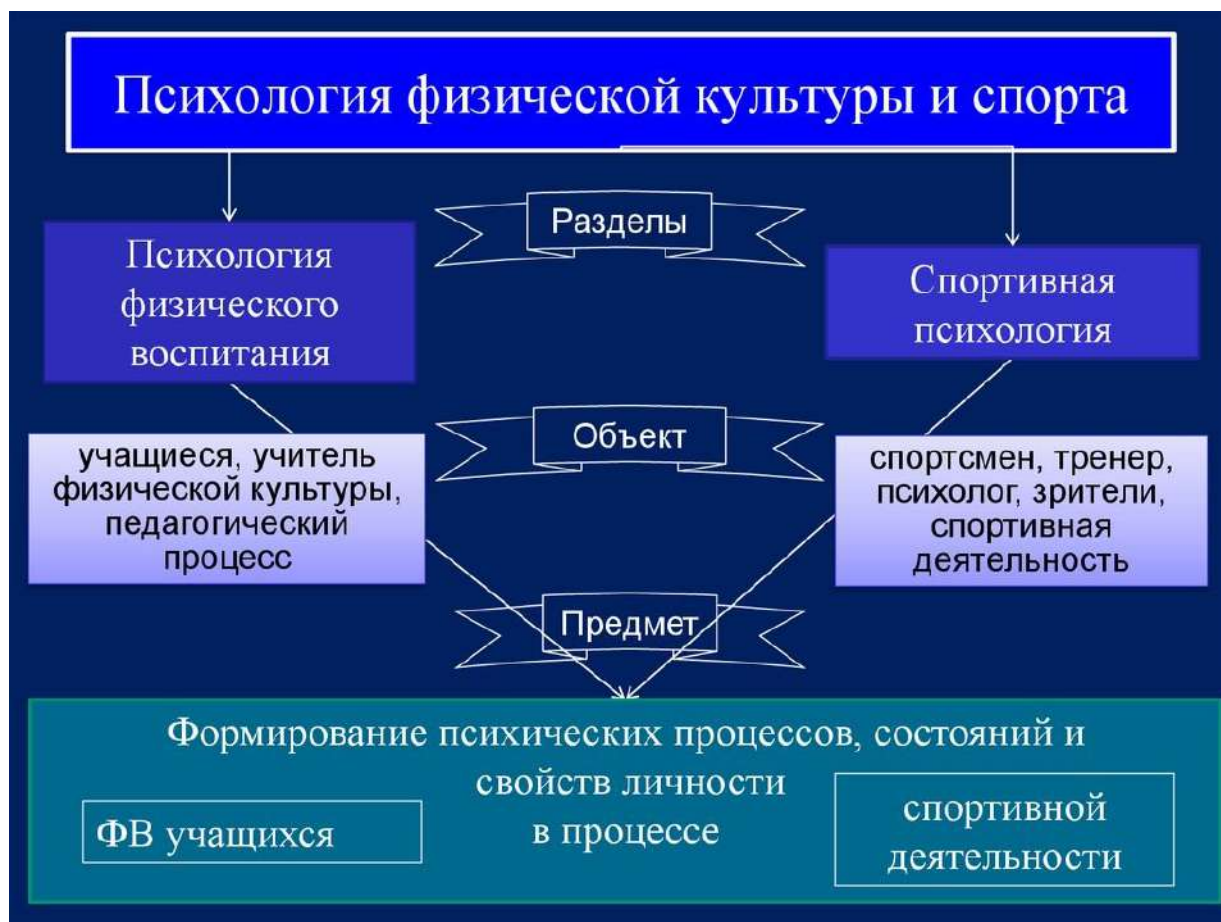 Психология физической культуры и спорта
Разделы
Психология
физического
воспитания
Спортивная
психология
Объект
учащиеся, учитель
физической культуры,
педагогический
процесс
спортсмен, тренер,
психолог, зрители,
спортивная
деятельность
Предмет
Формирование психических процессов, состояний и
свойств личности
в процессе
ФВ учащихся
спортивной
деятельности